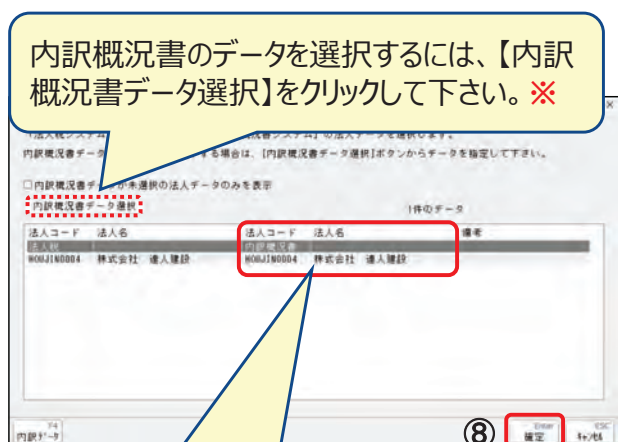 内訳概況書のデータを選択するには、【内訳
概況書データ選択】をクリックして下さい。※
内訳概況書データ
する場合は、[内訳概況書データ選択]ボタンからデータを指定して下さい。
□内訳概況書データが未選択の法人データのみを表示
内訳概況書データ選択
1件のデータ
法人コード 法人名 法人コード 法人名 備考
法人税 内訳概況書
HOUJIN0004 株式会社 達人建設 HOUJIN0004 株式会社 達人建設
F4
内訳データ
⑧
Enter
確定
ESC
キャンセル